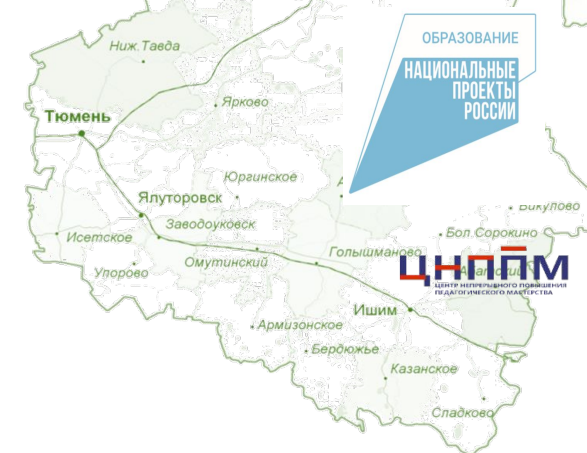 ОБРАЗОВАНИЕ
НАЦИОНАЛЬНЫЕ
ПРОЕКТЫ
РОССИИ
Ниж.Тавда
Ярково
Тюмень
Юргинское
Ялуторовск
Викулово
Заводоуковск
Исетское
Бол.Сорокино
Упорово
Омутинский
Голышманово
ЦНППМ
ЦЕНТР НЕПРЕРЫВНОГО ПОВЫШЕНИЯ
ПЕДАГОГИЧЕСКОГО МАСТЕРСТВА
Ишим
Армизонское
Бердюжье
Казанское
Сладково